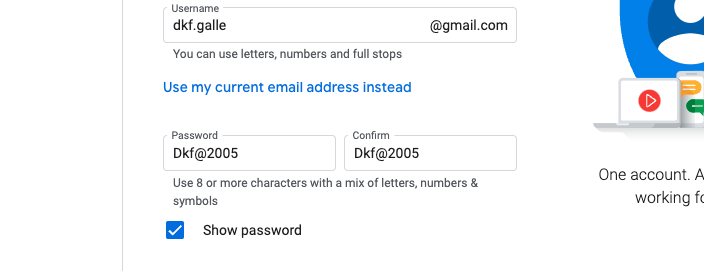 Username
dkf.galle @gmail.com
You can use letters, numbers and full stops
Use my current email address instead
Password Confirm
Dkf@2005 Dkf@2005
Use 8 or more characters with a mix of letters, numbers &
symbols
Show password
One account. A
working fo